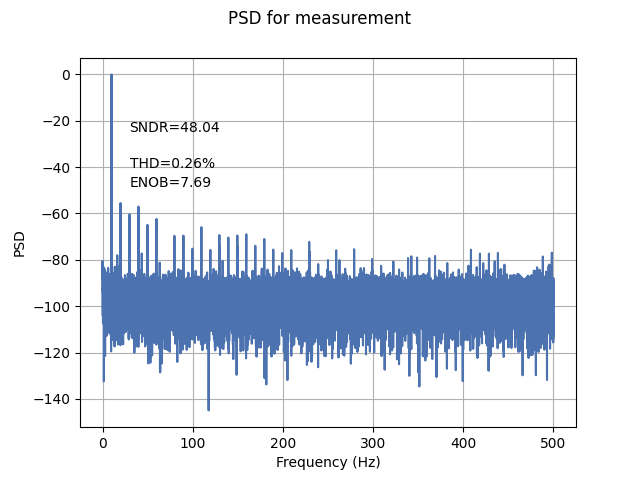 PSD for measurement
0
−20
−40
−60
−80
−100
−120
−140
PSD
SNDR=48.04
THD=0.26%
ENOB=7.69
0 100 200 300 400 500
Frequency (Hz)